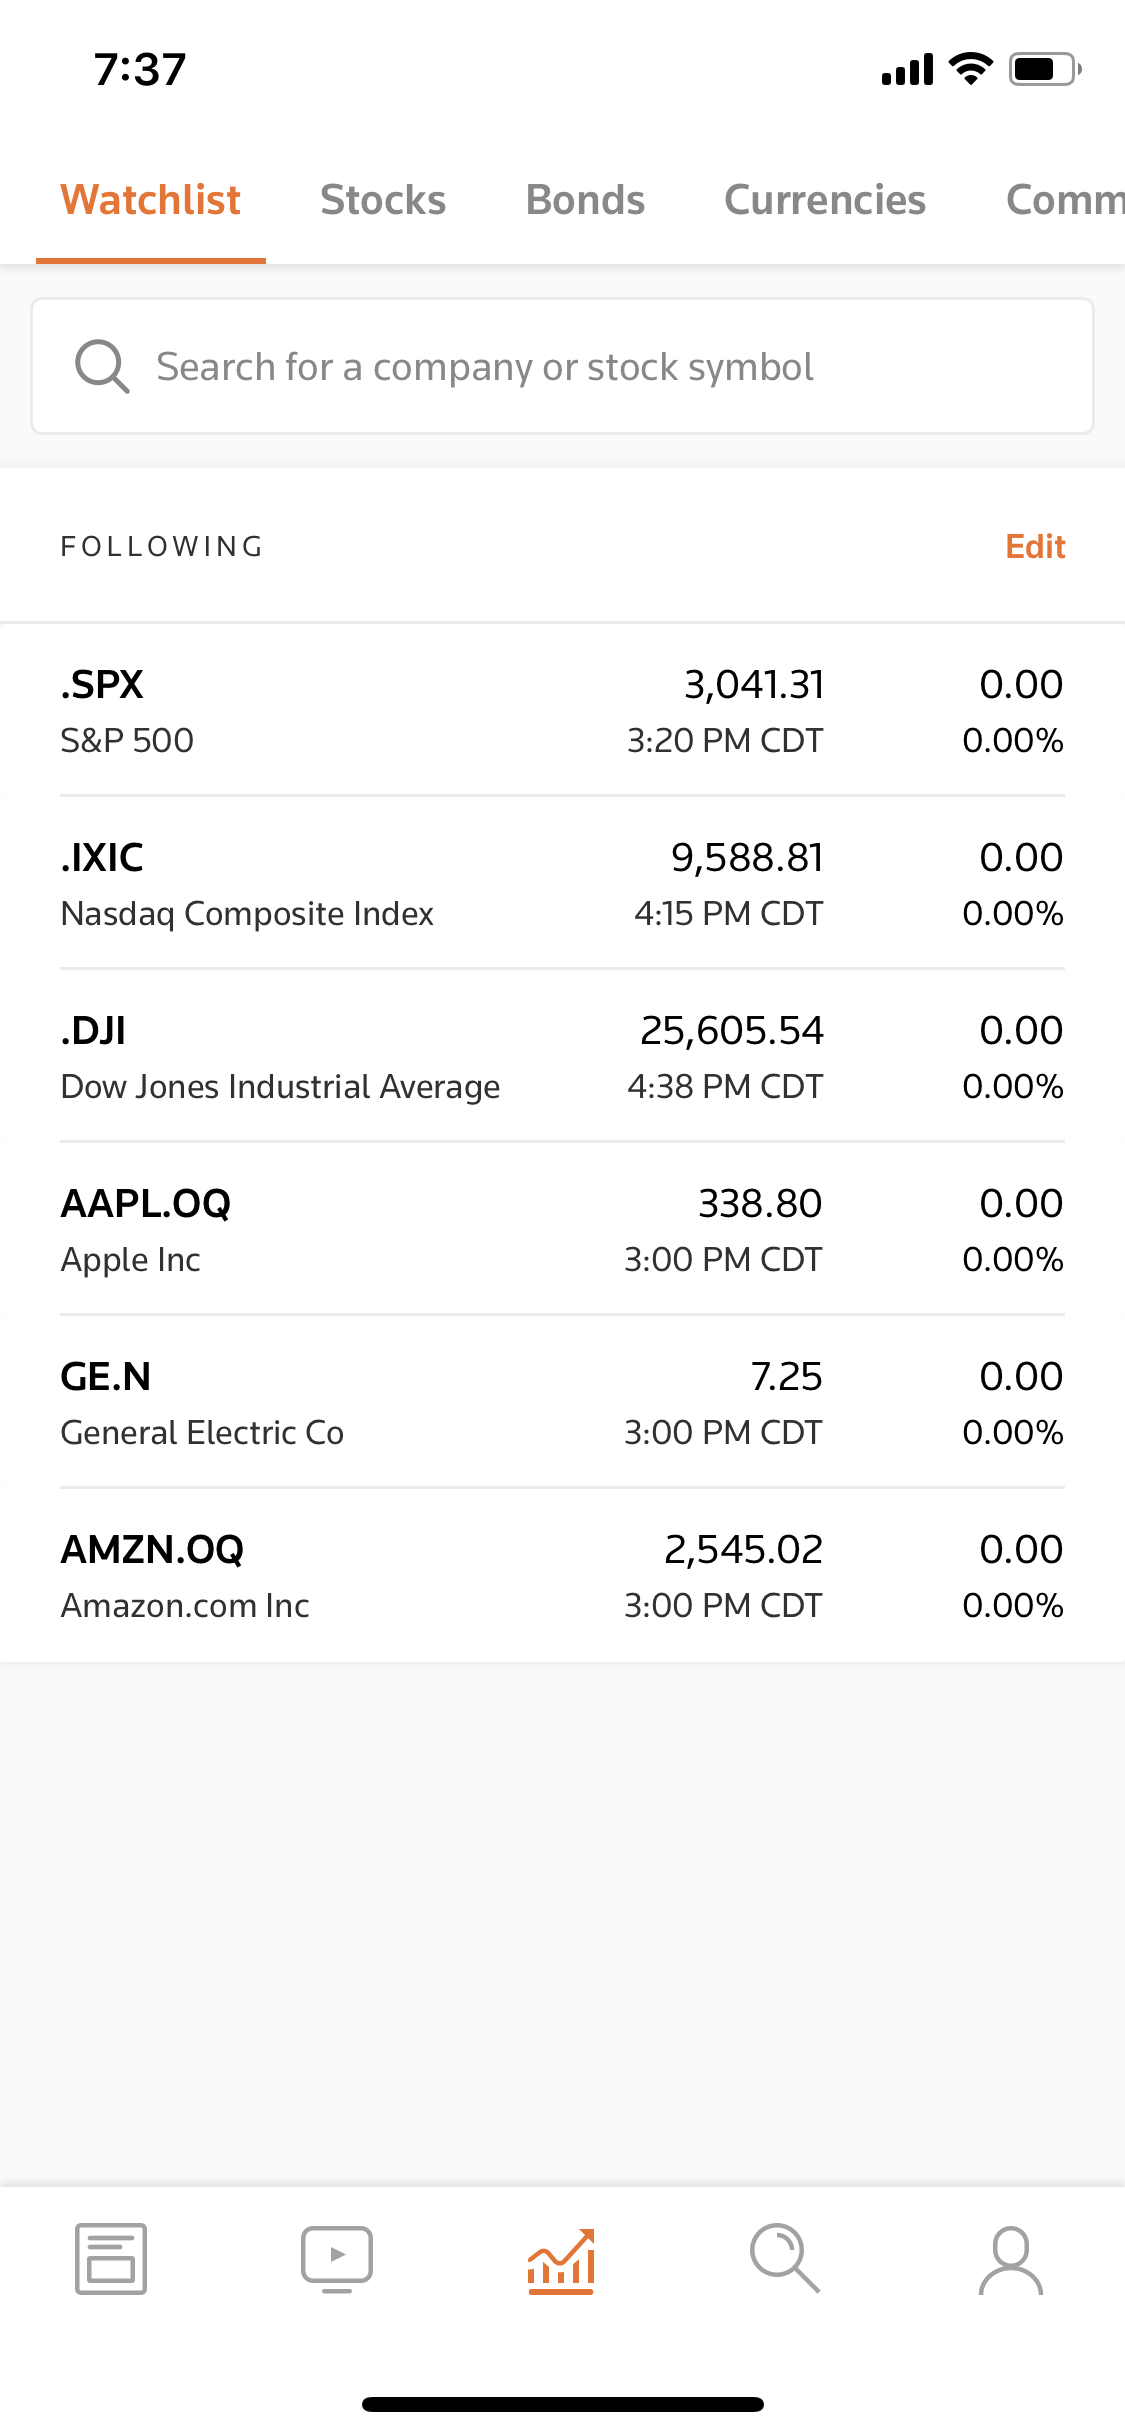 7:37
Watchlist Stocks Bonds Currencies Comm
Search for a company or stock symbol
FOLLOWING Edit
.SPX 3,041.31 0.00
S&P 500 3:20 PM CDT 0.00%
.IXIC 9,588.81 0.00
Nasdaq Composite Index 4:15 PM CDT 0.00%
.DJI 25,605.54 0.00
Dow Jones Industrial Average 4:38 PM CDT 0.00%
AAPL.OQ 338.80 0.00
Apple Inc 3:00 PM CDT 0.00%
GE.N 7.25 0.00
General Electric Co 3:00 PM CDT 0.00%
AMZN.OQ 2,545.02 0.00
Amazon.com Inc 3:00 PM CDT 0.00%